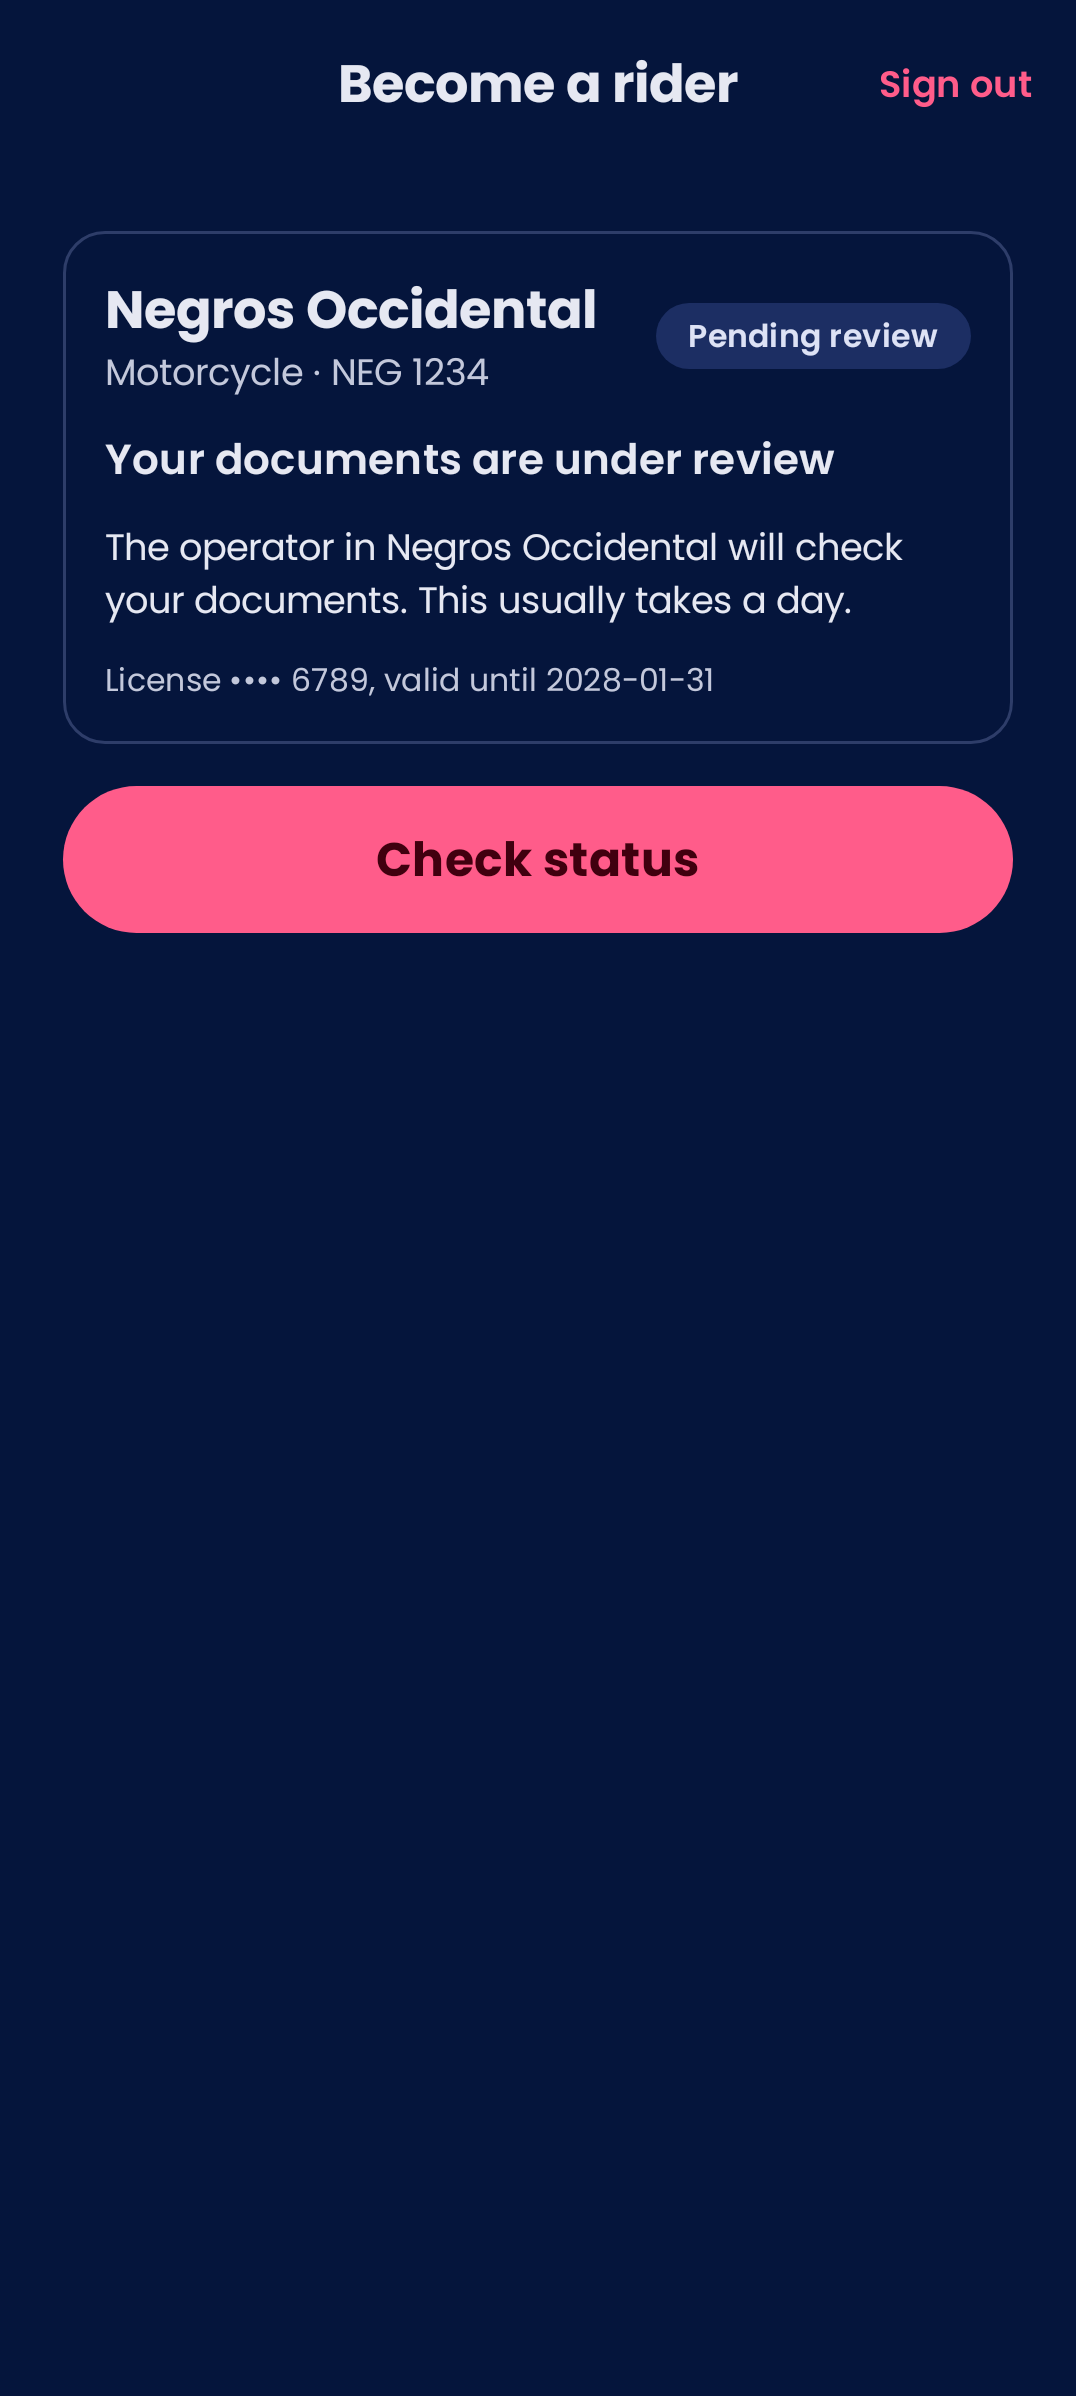 Become a rider
Sign out
Negros Occidental
Pending review
Motorcycle · NEG 1234
Your documents are under review
The operator in Negros Occidental will check
your documents. This usually takes a day.
License •••• 6789, valid until 2028-01-31
Check status